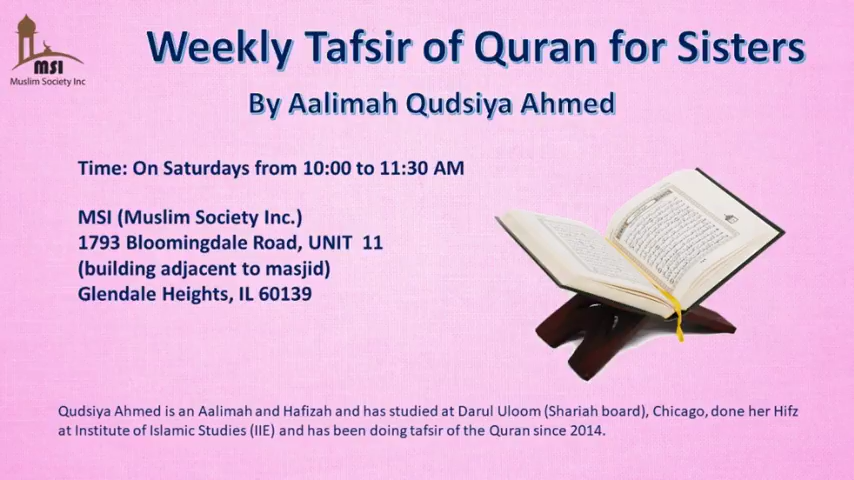 MSI
Muslim Society Inc
Weekly Tafsir of Quran for Sisters
By Aalimah Qudsiya Ahmed
Time: On Saturdays from 10:00 to 11:30 AM
MSI (Muslim Society Inc.)
1793 Bloomingdale Road, UNIT 11
(building adjacent to masjid)
Glendale Heights, IL 60139
Qudsiya Ahmed is an Aalimah and Hafizah and has studied at Darul Uloom (Shariah board), Chicago, done her Hifz
at Institute of Islamic Studies (IIE) and has been doing tafsir of the Quran since 2014.